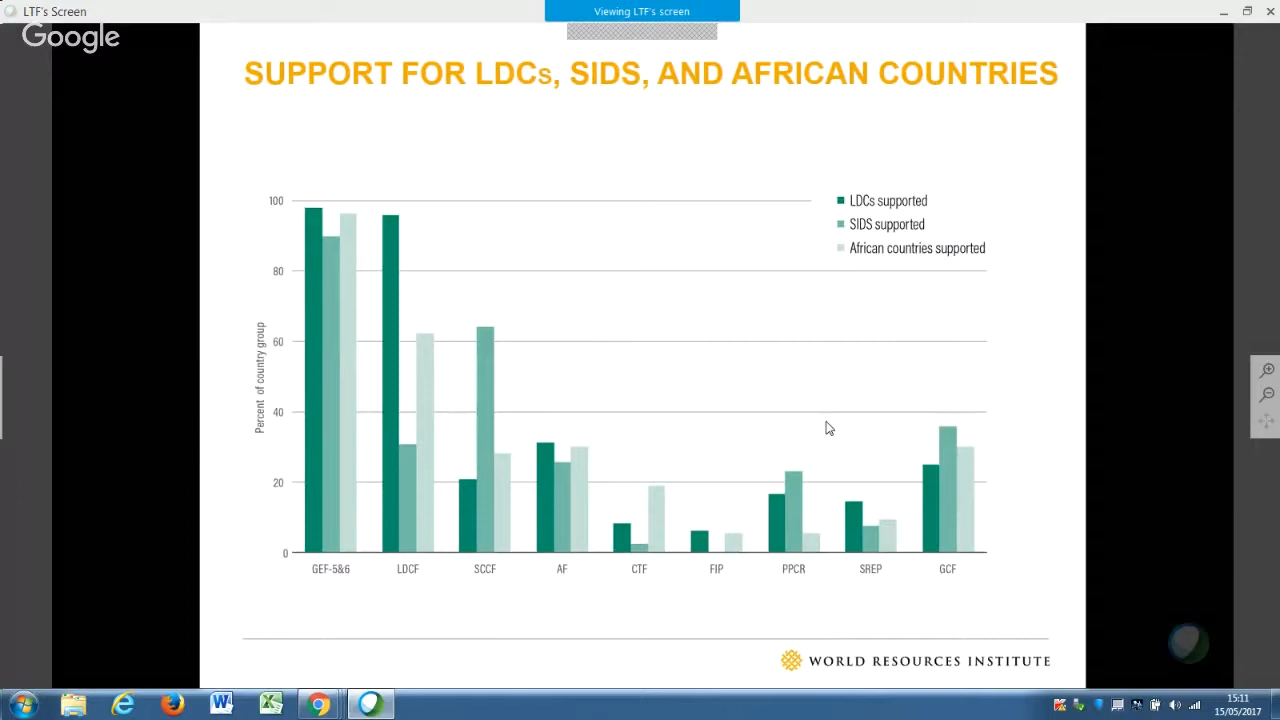 LTF's Screen
Viewing LTF's screen
Google
SUPPORT FOR LDCs, SIDS, AND AFRICAN COUNTRIES
LDCs supported
SIDS supported
African countries supported
Percent of country group
100
80
60
40
20
0
GEF-5&6 LDCF SCCF AF CTF FIP PPCR SREP GCF
WORLD RESOURCES INSTITUTE
15:11
15/05/2017